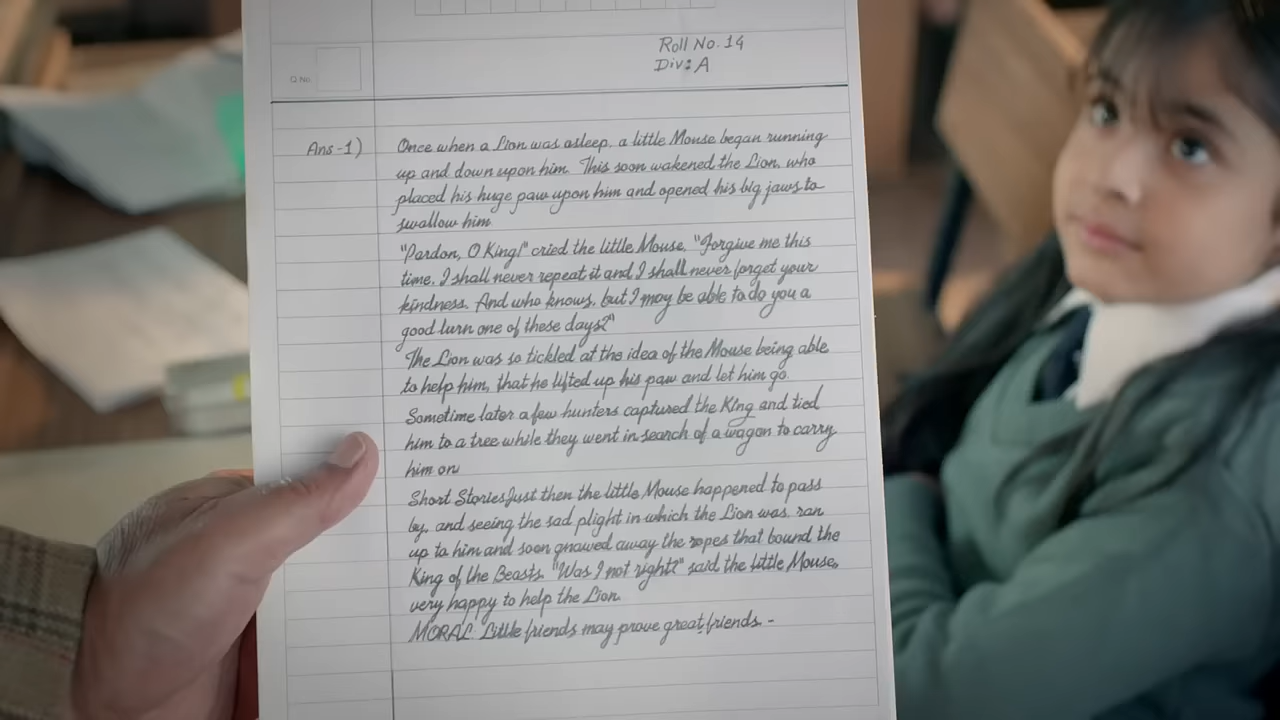 Roll No. 14
Div: A
Q No.
Ans-1)
Once when a Lion was asleep, a little Mouse began running
up and down upon him. This soon wakened the Lion, who
placed his huge paw upon him and opened his big jaws to
swallow him
"Pardon, O King!" cried the little Mouse. "Forgive me this
time. I shall never repeat it and I shall never forget your
kindness. And who knows, but I may be able to do you a
good turn one of these days?"
The Lion was so tickled at the idea of the Mouse being able
to help him, that he lifted up his paw and let him go.
Sometime later a few hunters captured the King and tied
him to a tree while they went in search of a wagon to carry
him on
Short StoriesJust then the little Mouse happened to pass
by, and seeing the sad plight in which the Lion was, ran
up to him and soon gnawed away the ropes that bound the
King of the Beasts. "Was I not right?" said the little Mouse,
very happy to help the Lion.
MORAL Little friends may prove great friends. -